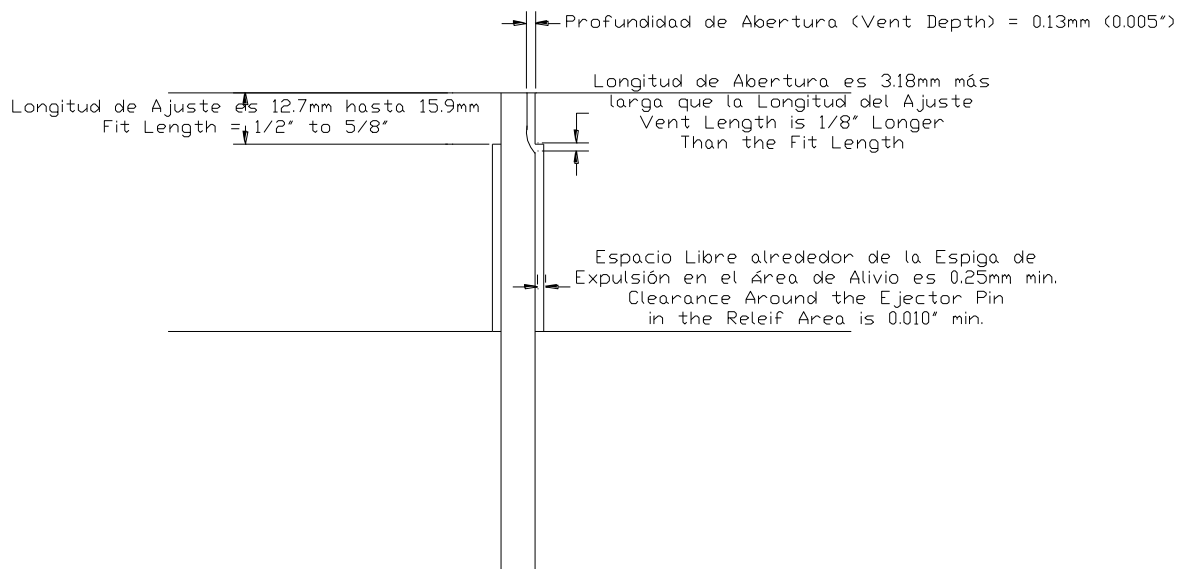 Profundidad de Abertura (Vent Depth) = 0.13mm (0.005")
Longitud de Abertura es 3.18mm más
larga que la Longitud del Ajuste
Vent Length is 1/8" Longer
Than the Fit Length
Longitud de Ajuste es 12.7mm hasta 15.9mm
Fit Length = 1/2" to 5/8"
Espacio Libre alrededor de la Espiga de
Expulsión en el área de Alivio es 0.25mm min.
Clearance Around the Ejector Pin
in the Releif Area is 0.010" min.